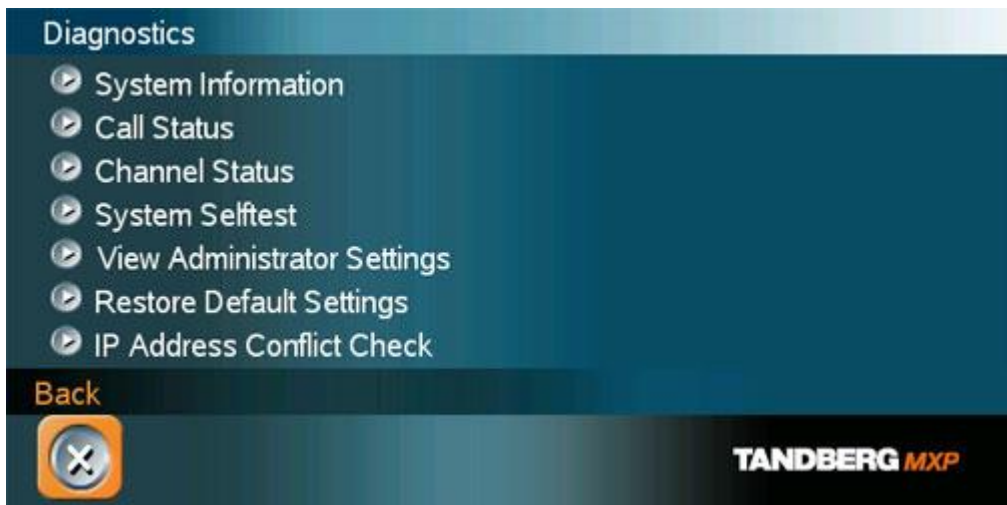 Diagnostics
System Information
Call Status
Channel Status
System Selftest
View Administrator Settings
Restore Default Settings
IP Address Conflict Check
Back
TANDBERG MXP